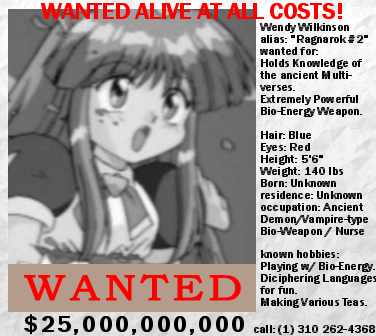 WANTED ALIVE AT ALL COSTS!
Wendy Wilkinson
alias: "Ragnarok #2"
wanted for:
Holds Knowledge of
the ancient Multi-
verses.
Extremely Powerful
Bio-Energy Weapon.
Hair: Blue
Eyes: Red
Height: 5'6"
Weight: 140 lbs
Born: Unknown
residence: Unknown
occupation: Ancient
Demon/Vampire-type
Bio-Weapon / Nurse
known hobbies:
Playing w/ Bio-Energy.
Diciphering Languages
for fun.
Making Various Teas.
WANTED
$25,000,000,000
call: (1) 310 262-4368